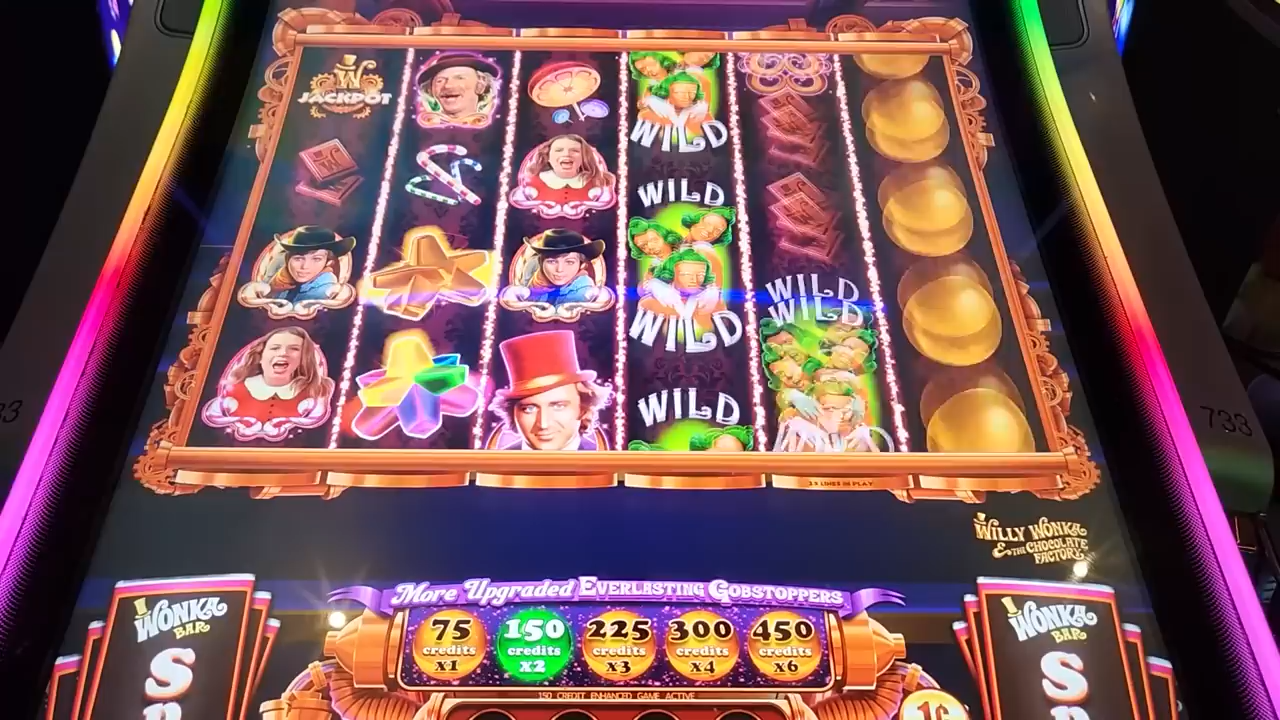 W
JACKPOT
WILD
WILD
WILD
WILD
WILD
WILD
WILD
33
733
WILLY WONKA
& THE CHOCOLATE
FACTORY
More Upgraded Everlasting Gobstoppers
75
credits
x1
150
credits
x2
225
credits
x3
300
credits
x4
450
credits
x6
150 CREDIT ENHANCED GAME ACTIVE
WONKA
BAR
WONKA
BAR